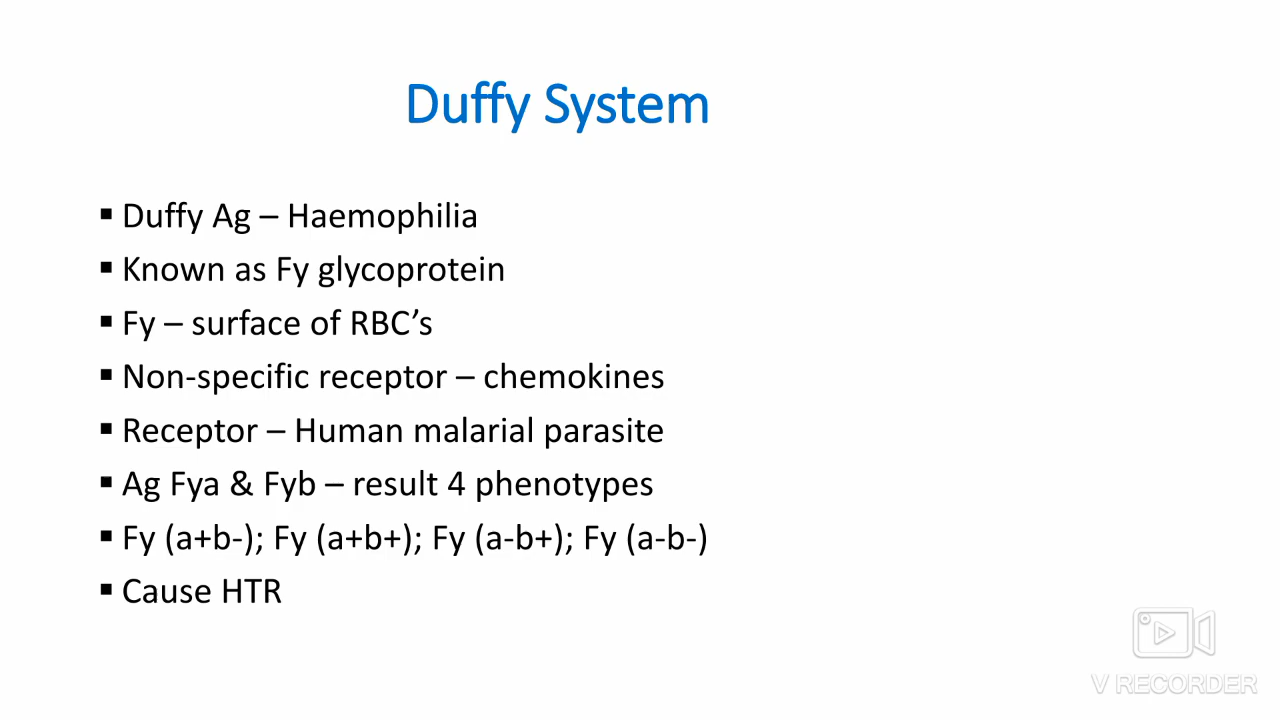 Duffy System
▪ Duffy Ag – Haemophilia
▪ Known as Fy glycoprotein
▪ Fy – surface of RBC’s
▪ Non-specific receptor – chemokines
▪ Receptor – Human malarial parasite
▪ Ag Fya & Fyb – result 4 phenotypes
▪ Fy (a+b-); Fy (a+b+); Fy (a-b+); Fy (a-b-)
▪ Cause HTR
V RECORDER